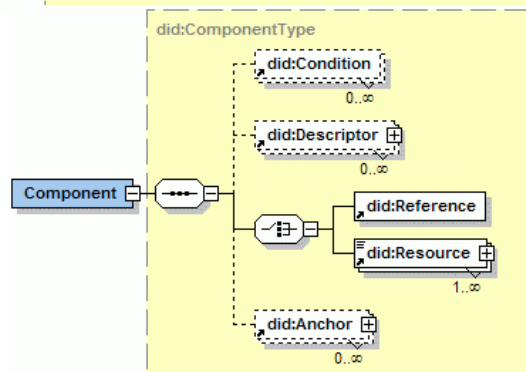 did:ComponentType
did:Condition
0..∞
did:Descriptor
0..∞
Component
did:Reference
did:Resource
1..∞
did:Anchor
0..∞